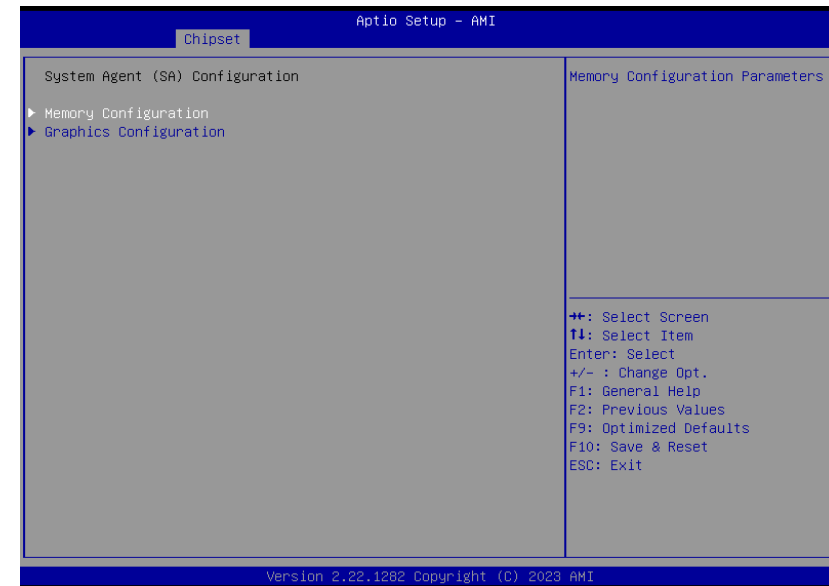 Aptio Setup – AMI
Chipset
System Agent (SA) Configuration
Memory Configuration
Graphics Configuration
Memory Configuration Parameters
→←: Select Screen
↑↓: Select Item
Enter: Select
+/- : Change Opt.
F1: General Help
F2: Previous Values
F9: Optimized Defaults
F10: Save & Reset
ESC: Exit
Version 2.22.1282 Copyright (C) 2023 AMI